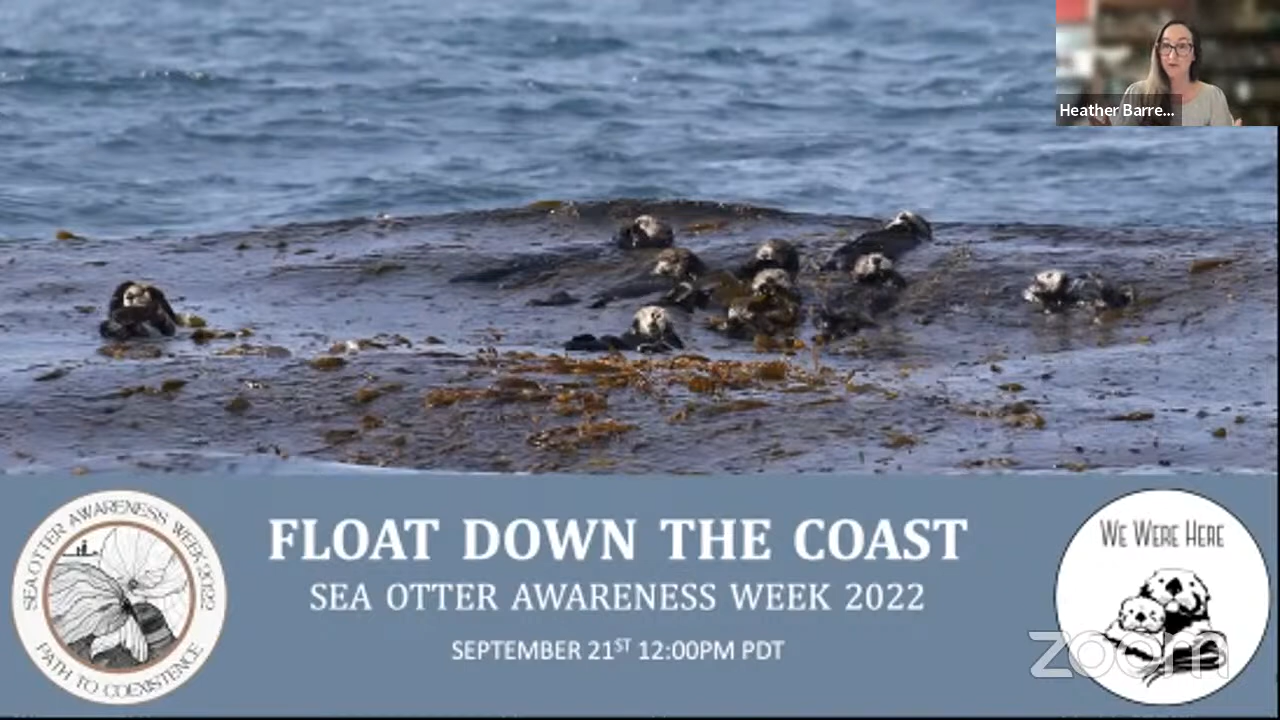 Heather Barre...
FLOAT DOWN THE COAST
SEA OTTER AWARENESS WEEK 2022
SEPTEMBER 21ST 12:00PM PDT
SEA OTTER AWARENESS WEEK 2022
PATH TO COEXISTENCE
WE WERE HERE
zoom